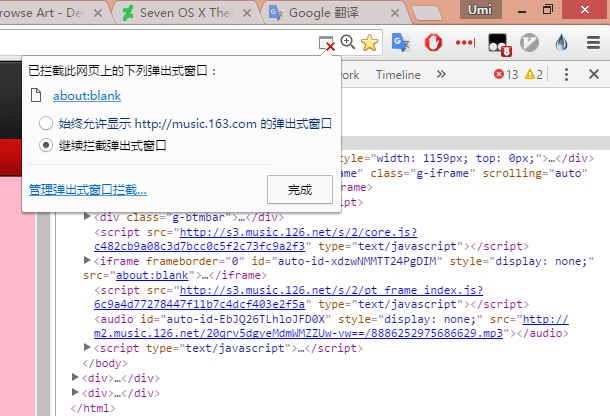 rowse Art - Dev
Seven OS X Ther
Google 翻译
Umi
8
已拦截此网页上的下列弹出式窗口：
about:blank
始终允许显示 http://music.163.com 的弹出式窗口
继续拦截弹出式窗口
管理弹出式窗口拦截...
完成
rk Timeline » 13 2
style="width: 1159px; top: 0px;">…</div>
ame" class="g-iframe" scrolling="auto"
rame>
pt>
<div class="g-btmbar">…</div>
<script src="http://s3.music.126.net/s/2/core.js?
c482cb9a08c3d7bcc0c5f2c73fc9a2f3" type="text/javascript"></script>
<iframe frameborder="0" id="auto-id-xdzwNMMTT24PgDIM" style="display: none;"
src="about:blank">…</iframe>
<script src="http://s3.music.126.net/s/2/pt_frame_index.js?
6c9a4d77278447f11b7c4dcf403e2f5a" type="text/javascript"></script>
<audio id="auto-id-EbJQ26TLhloJFD0X" style="display: none;" src="http://
m2.music.126.net/20qrv5dgyeMdmWMZZUw-vw==/8886252975686629.mp3"></audio>
<script type="text/javascript">…</script>
</body>
<div>…</div>
<div>…</div>
</html>